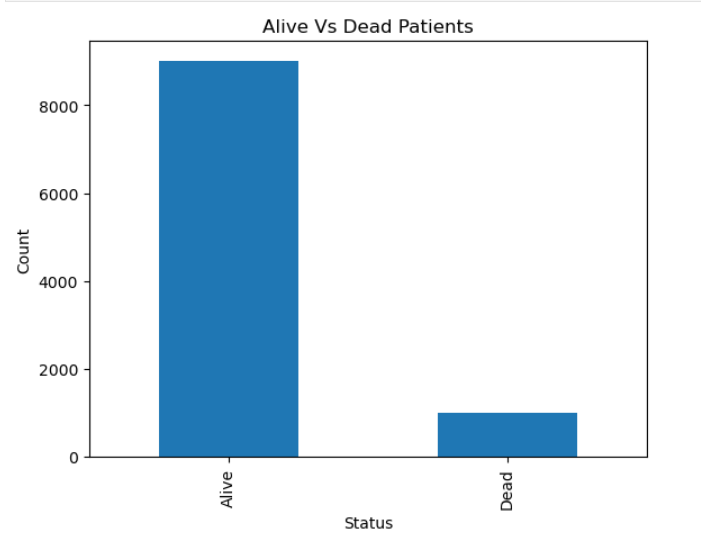 Alive Vs Dead Patients
8000
6000
4000
2000
0
Count
Alive
Dead
Status